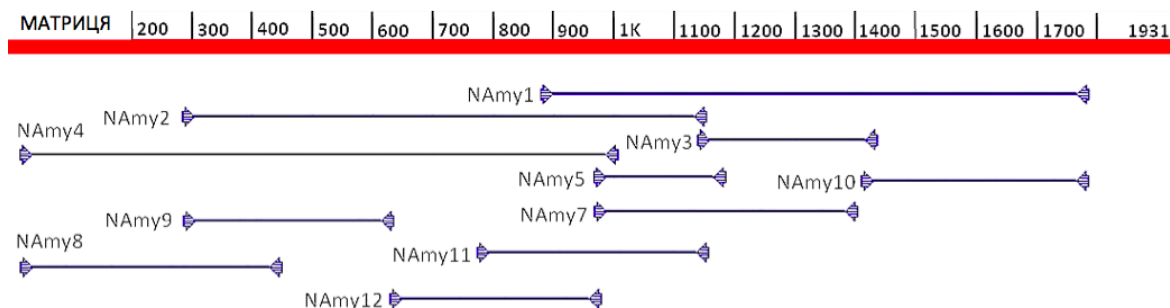 МАТРИЦЯ 200 300 400 500 600 700 800 900 1K 1100 1200 1300 1400 1500 1600 1700 1931
NAmy1
NAmy2
NAmy4
NAmy3
NAmy5
NAmy10
NAmy9
NAmy7
NAmy8
NAmy11
NAmy12